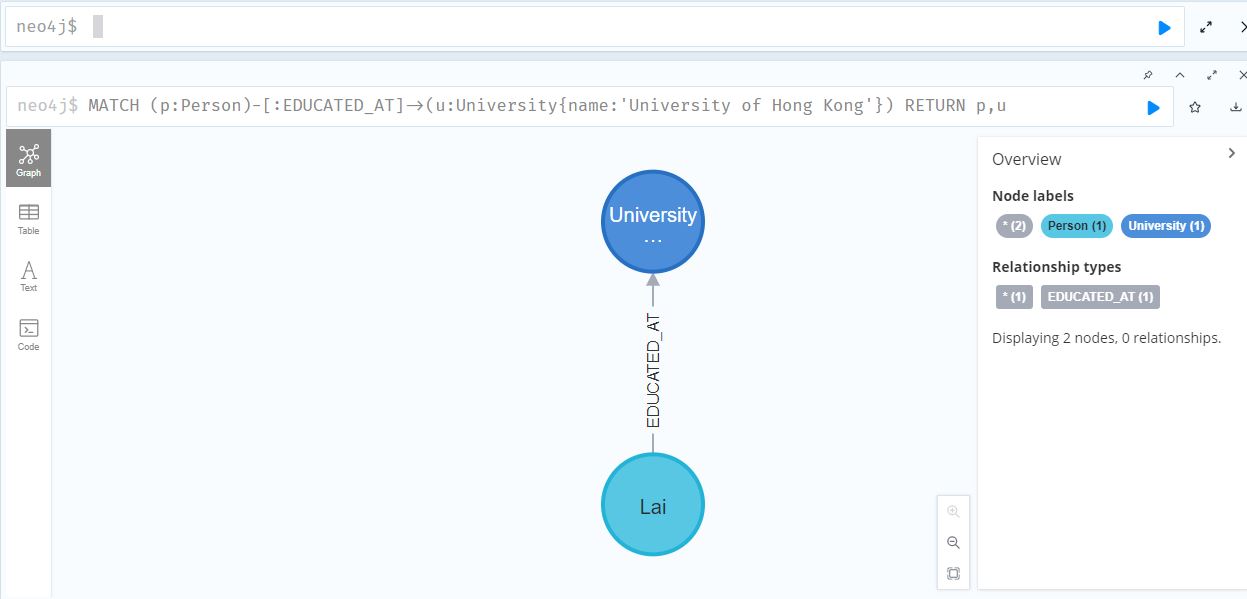 neo4j$
neo4j$ MATCH (p:Person)-[:EDUCATED_AT]→(u:University{name:'University of Hong Kong'}) RETURN p,u
Graph
Table
Text
Code
University
...
EDUCATED_AT
Lai
Overview
Node labels
* (2) Person (1) University (1)
Relationship types
* (1) EDUCATED_AT (1)
Displaying 2 nodes, 0 relationships.